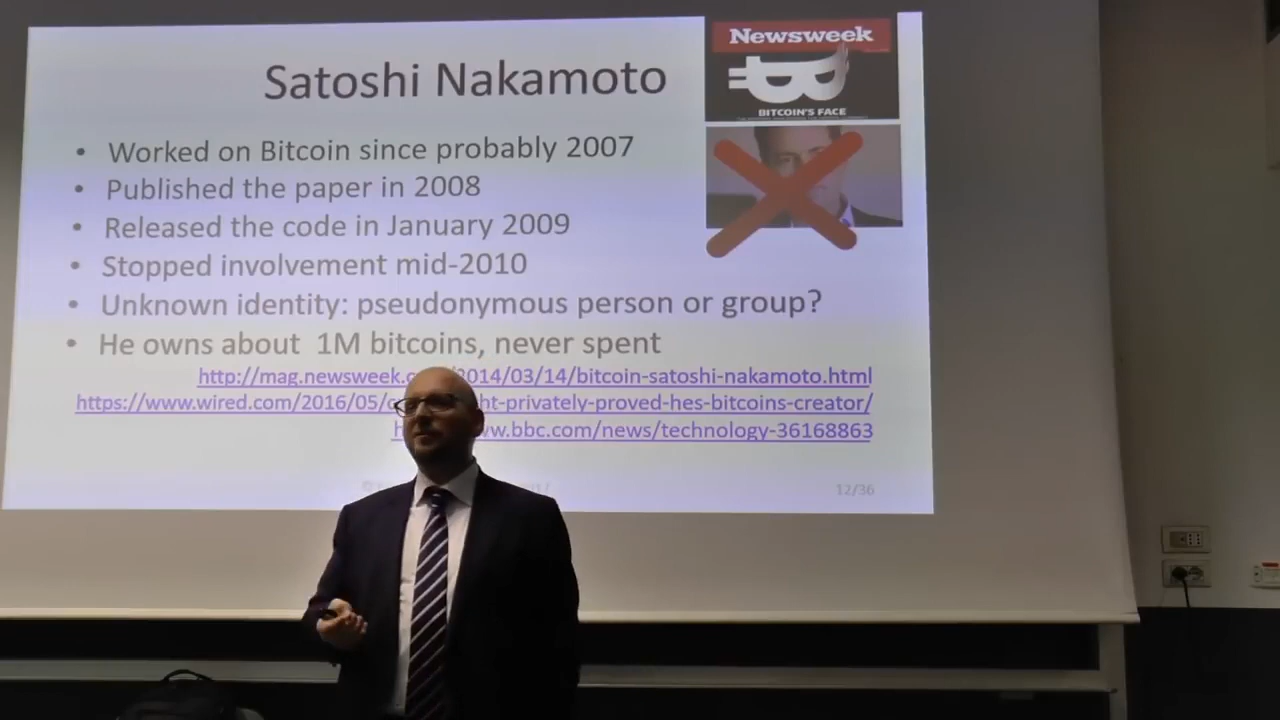 Newsweek
BITCOIN'S FACE
Satoshi Nakamoto
• Worked on Bitcoin since probably 2007
• Published the paper in 2008
• Released the code in January 2009
• Stopped involvement mid-2010
• Unknown identity: pseudonymous person or group?
• He owns about 1M bitcoins, never spent
http://mag.newsweek.c /2014/03/14/bitcoin-satoshi-nakamoto.html
https://www.wired.com/2016/05/c ht-privately-proved-hes-bitcoins-creator/
h ww.bbc.com/news/technology-36168863
12/36